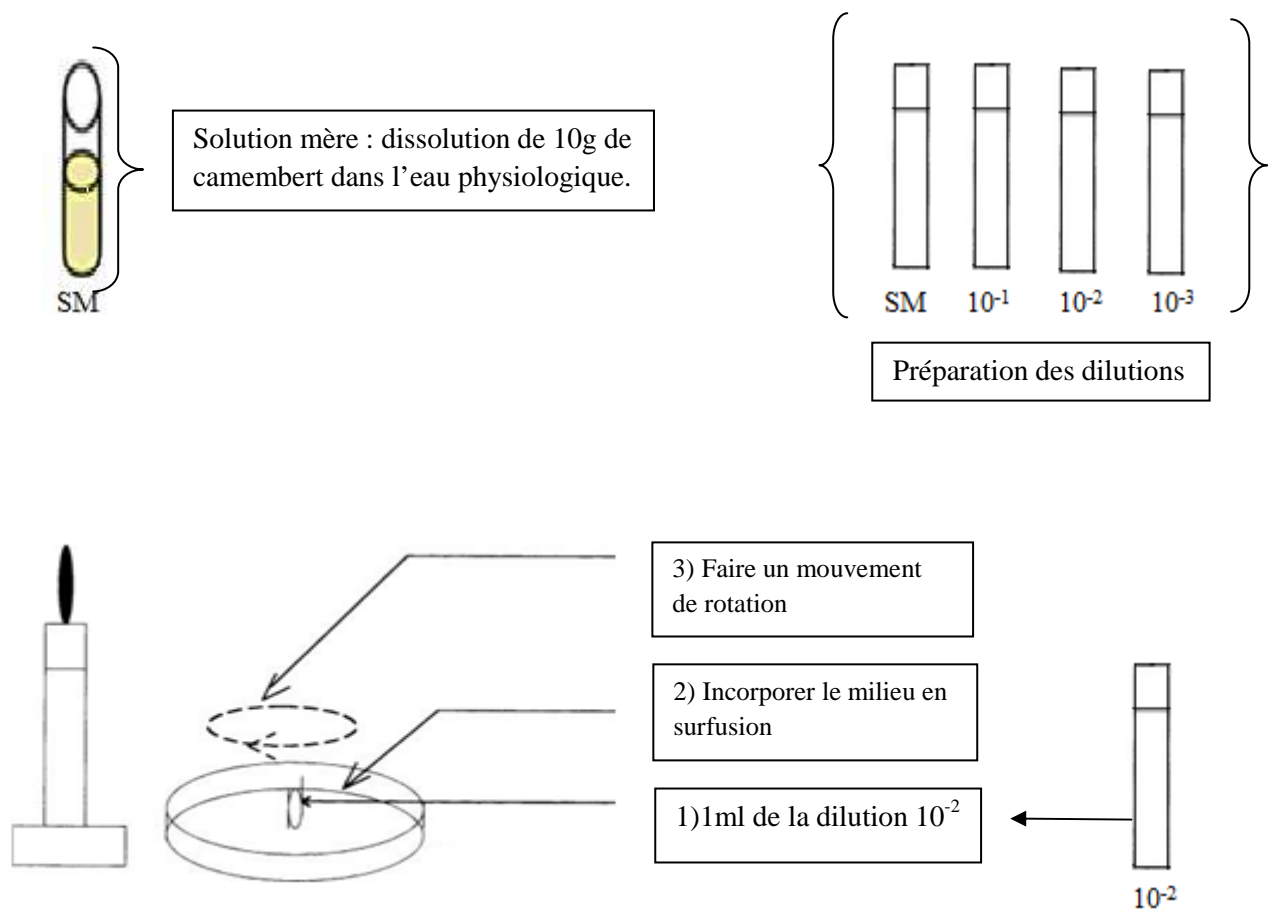 Solution mère : dissolution de 10g de
camembert dans l’eau physiologique.
SM
SM 10⁻¹ 10⁻² 10⁻³
Préparation des dilutions
3) Faire un mouvement
de rotation
2) Incorporer le milieu en
surfusion
1)1ml de la dilution 10⁻²
10⁻²